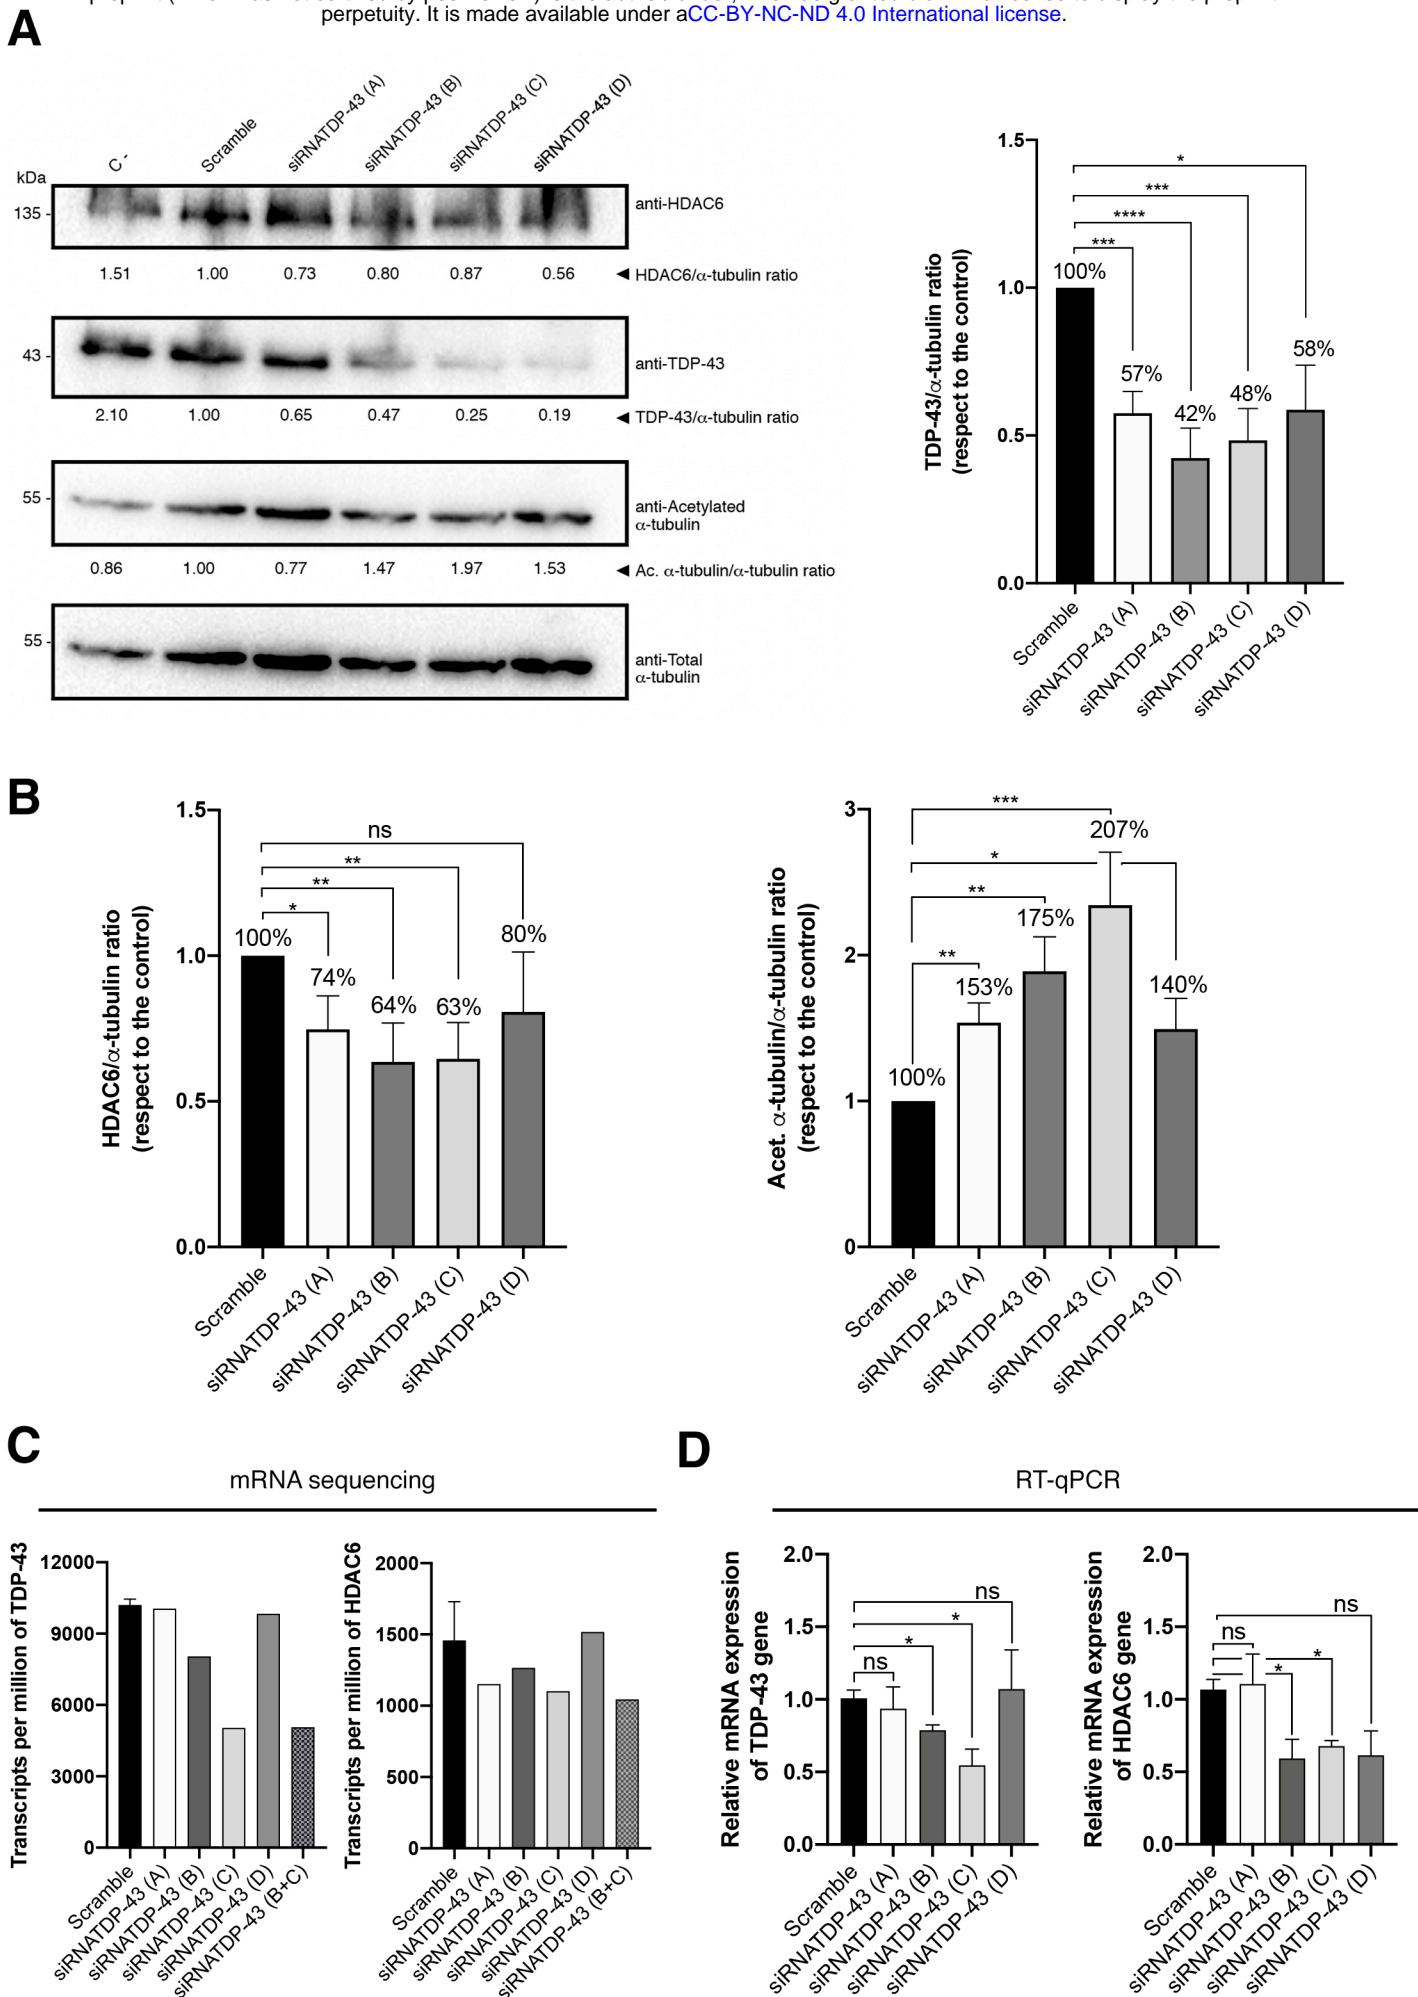 perpetuity. It is made available under aCC-BY-NC-ND 4.0 International license.
A
C -
Scramble
siRNATDP-43 (A)
siRNATDP-43 (B)
siRNATDP-43 (C)
siRNATDP-43 (D)
kDa
135 -
anti-HDAC6
1.51 1.00 0.73 0.80 0.87 0.56 ◄ HDAC6/α-tubulin ratio
43 -
anti-TDP-43
2.10 1.00 0.65 0.47 0.25 0.19 ◄ TDP-43/α-tubulin ratio
55 -
anti-Acetylated
α-tubulin
0.86 1.00 0.77 1.47 1.97 1.53 ◄ Ac. α-tubulin/α-tubulin ratio
55 -
anti-Total
α-tubulin
TDP-43/α-tubulin ratio
(respect to the control)
1.5
1.0
0.5
0.0
*
***
****
***
100%
57%
42%
48%
58%
Scramble
siRNATDP-43 (A)
siRNATDP-43 (B)
siRNATDP-43 (C)
siRNATDP-43 (D)
B
HDAC6/α-tubulin ratio
(respect to the control)
1.5
1.0
0.5
0.0
ns
**
**
*
100%
74%
64%
63%
80%
Scramble
siRNATDP-43 (A)
siRNATDP-43 (B)
siRNATDP-43 (C)
siRNATDP-43 (D)
Acet. α-tubulin/α-tubulin ratio
(respect to the control)
3
2
1
0
***
*
**
**
100%
153%
175%
207%
140%
Scramble
siRNATDP-43 (A)
siRNATDP-43 (B)
siRNATDP-43 (C)
siRNATDP-43 (D)
C
mRNA sequencing
Transcripts per million of TDP-43
12000
9000
6000
3000
0
Scramble
siRNATDP-43 (A)
siRNATDP-43 (B)
siRNATDP-43 (C)
siRNATDP-43 (D)
siRNATDP-43 (B+C)
Transcripts per million of HDAC6
2000
1500
1000
500
0
Scramble
siRNATDP-43 (A)
siRNATDP-43 (B)
siRNATDP-43 (C)
siRNATDP-43 (D)
siRNATDP-43 (B+C)
D
RT-qPCR
Relative mRNA expression
of TDP-43 gene
2.0
1.5
1.0
0.5
0.0
ns
*
*
ns
Scramble
siRNATDP-43 (A)
siRNATDP-43 (B)
siRNATDP-43 (C)
siRNATDP-43 (D)
Relative mRNA expression
of HDAC6 gene
2.0
1.5
1.0
0.5
0.0
ns
ns
*
*
Scramble
siRNATDP-43 (A)
siRNATDP-43 (B)
siRNATDP-43 (C)
siRNATDP-43 (D)